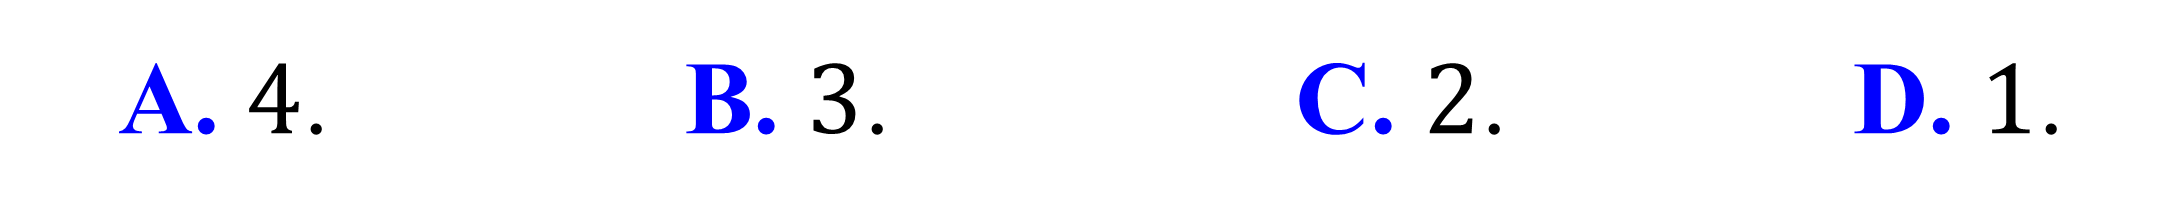 A. 4. B. 3. C. 2. D. 1.